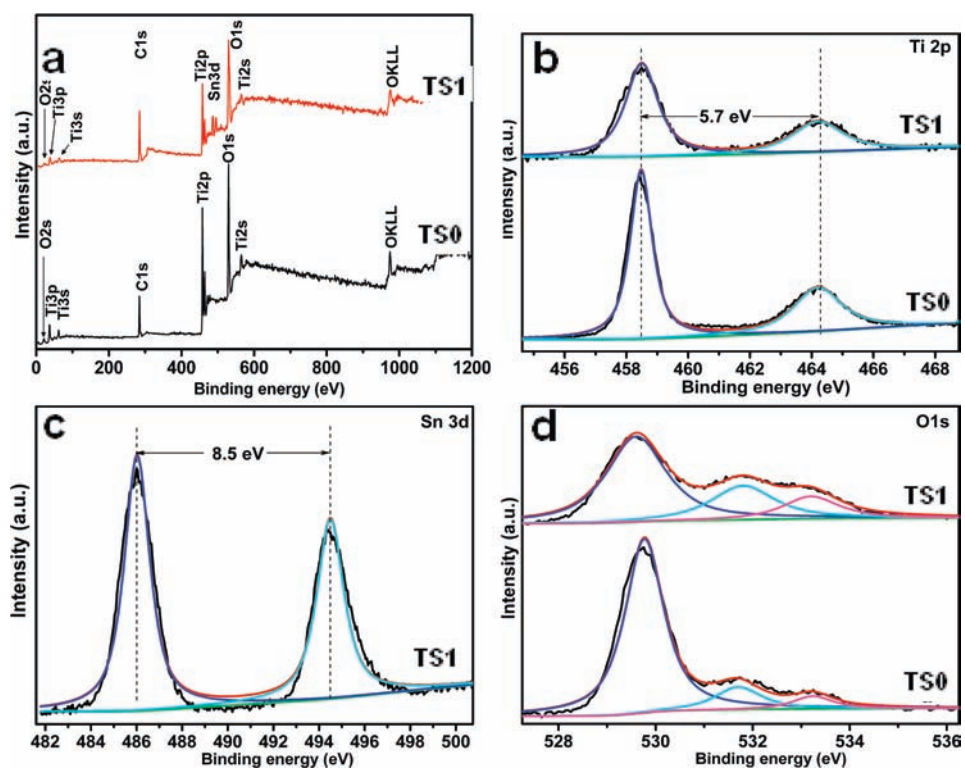 a
TS1
O2s
Ti3p
Ti3s
C1s
Ti2p
Sn3d
O1s
Ti2s
OKLL
TS0
O2s
Ti3p
Ti3s
C1s
Ti2p
O1s
Ti2s
OKLL
Intensity (a.u.)
0 200 400 600 800 1000 1200
Binding energy (eV)
b
Ti 2p
5.7 eV
TS1
TS0
Intensity (a.u.)
456 458 460 462 464 466 468
Binding energy (eV)
c
Sn 3d
8.5 eV
TS1
Intensity (a.u.)
482 484 486 488 490 492 494 496 498 500
Binding energy (eV)
d
O1s
TS1
TS0
Intensity (a.u.)
528 530 532 534 536
Binding energy (eV)